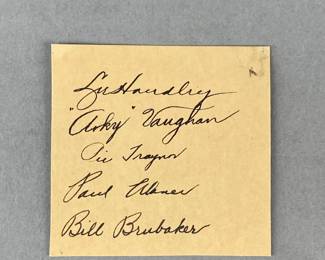 Lee Handley
"Arky" Vaughan
Pie Traynor
Paul Waner
Bill Brubaker